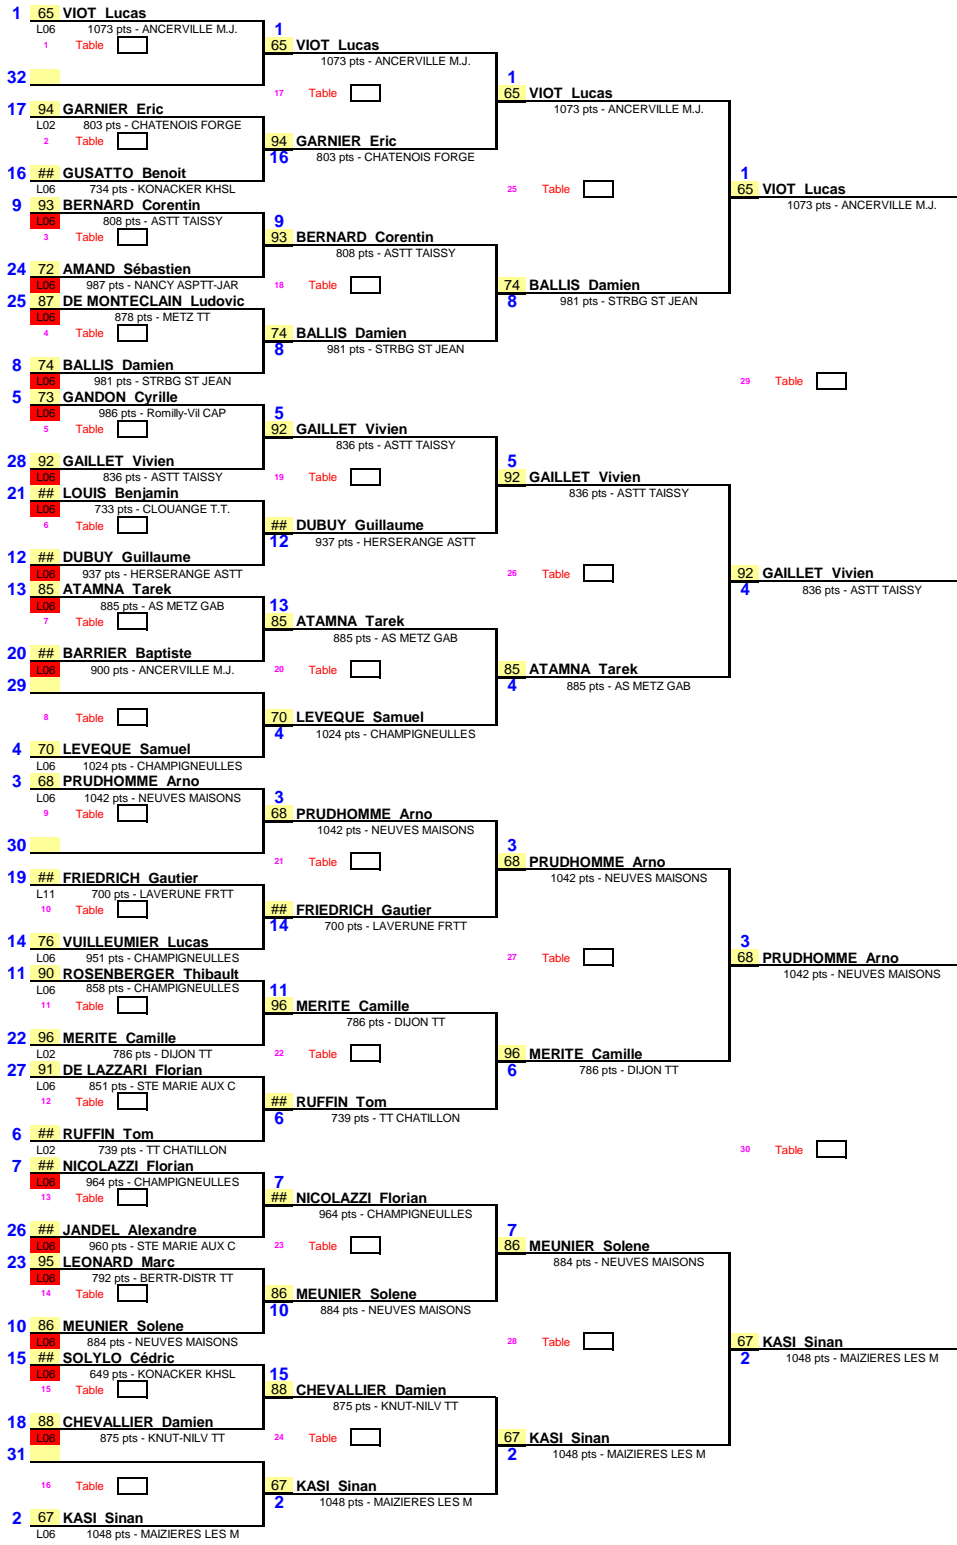 1 65 VIOT Lucas
L06 1073 pts - ANCERVILLE M.J.
1 Table
32
17 94 GARNIER Eric
L02 803 pts - CHATENOIS FORGE
2 Table
16 ## GUSATTO Benoit
L06 734 pts - KONACKER KHSL
9 93 BERNARD Corentin
L06 808 pts - ASTT TAISSY
3 Table
24 72 AMAND Sébastien
L06 987 pts - NANCY ASPTT-JAR
25 87 DE MONTECLAIN Ludovic
L06 878 pts - METZ TT
4 Table
8 74 BALLIS Damien
L06 981 pts - STRBG ST JEAN
5 73 GANDON Cyrille
L06 986 pts - Romilly-Vil CAP
5 Table
28 92 GAILLET Vivien
L06 836 pts - ASTT TAISSY
21 ## LOUIS Benjamin
L06 733 pts - CLOUANGE T.T.
6 Table
12 ## DUBUY Guillaume
L06 937 pts - HERSERANGE ASTT
13 85 ATAMNA Tarek
L06 885 pts - AS METZ GAB
7 Table
20 ## BARRIER Baptiste
L06 900 pts - ANCERVILLE M.J.
29
8 Table
4 70 LEVEQUE Samuel
L06 1024 pts - CHAMPIGNEULLES
3 68 PRUDHOMME Arno
L06 1042 pts - NEUVES MAISONS
9 Table
30
19 ## FRIEDRICH Gautier
L11 700 pts - LAVERUNE FRTT
10 Table
14 76 VUILLEUMIER Lucas
L06 951 pts - CHAMPIGNEULLES
11 90 ROSENBERGER Thibault
L06 858 pts - CHAMPIGNEULLES
11 Table
22 96 MERITE Camille
L02 786 pts - DIJON TT
27 91 DE LAZZARI Florian
L06 851 pts - STE MARIE AUX C
12 Table
6 ## RUFFIN Tom
L02 739 pts - TT CHATILLON
7 ## NICOLAZZI Florian
L06 964 pts - CHAMPIGNEULLES
13 Table
26 ## JANDEL Alexandre
L06 960 pts - STE MARIE AUX C
23 95 LEONARD Marc
L06 792 pts - BERTR-DISTR TT
14 Table
10 86 MEUNIER Solene
L06 884 pts - NEUVES MAISONS
15 ## SOLYLO Cédric
L06 649 pts - KONACKER KHSL
15 Table
18 88 CHEVALLIER Damien
L06 875 pts - KNUT-NILV TT
31
16 Table
2 67 KASI Sinan
L06 1048 pts - MAIZIERES LES M
1
65 VIOT Lucas
1073 pts - ANCERVILLE M.J.
17 Table
94 GARNIER Eric
16 803 pts - CHATENOIS FORGE
9
93 BERNARD Corentin
808 pts - ASTT TAISSY
18 Table
74 BALLIS Damien
8 981 pts - STRBG ST JEAN
5
92 GAILLET Vivien
836 pts - ASTT TAISSY
19 Table
## DUBUY Guillaume
12 937 pts - HERSERANGE ASTT
13
85 ATAMNA Tarek
885 pts - AS METZ GAB
20 Table
70 LEVEQUE Samuel
4 1024 pts - CHAMPIGNEULLES
3
68 PRUDHOMME Arno
1042 pts - NEUVES MAISONS
21 Table
## FRIEDRICH Gautier
14 700 pts - LAVERUNE FRTT
11
96 MERITE Camille
786 pts - DIJON TT
22 Table
## RUFFIN Tom
6 739 pts - TT CHATILLON
7
## NICOLAZZI Florian
964 pts - CHAMPIGNEULLES
23 Table
86 MEUNIER Solene
10 884 pts - NEUVES MAISONS
15
88 CHEVALLIER Damien
875 pts - KNUT-NILV TT
24 Table
67 KASI Sinan
2 1048 pts - MAIZIERES LES M
1
65 VIOT Lucas
1073 pts - ANCERVILLE M.J.
25 Table
74 BALLIS Damien
8 981 pts - STRBG ST JEAN
5
92 GAILLET Vivien
836 pts - ASTT TAISSY
26 Table
85 ATAMNA Tarek
4 885 pts - AS METZ GAB
3
68 PRUDHOMME Arno
1042 pts - NEUVES MAISONS
27 Table
96 MERITE Camille
6 786 pts - DIJON TT
7
86 MEUNIER Solene
884 pts - NEUVES MAISONS
28 Table
67 KASI Sinan
2 1048 pts - MAIZIERES LES M
1
65 VIOT Lucas
1073 pts - ANCERVILLE M.J.
29 Table
92 GAILLET Vivien
4 836 pts - ASTT TAISSY
3
68 PRUDHOMME Arno
1042 pts - NEUVES MAISONS
30 Table
67 KASI Sinan
2 1048 pts - MAIZIERES LES M